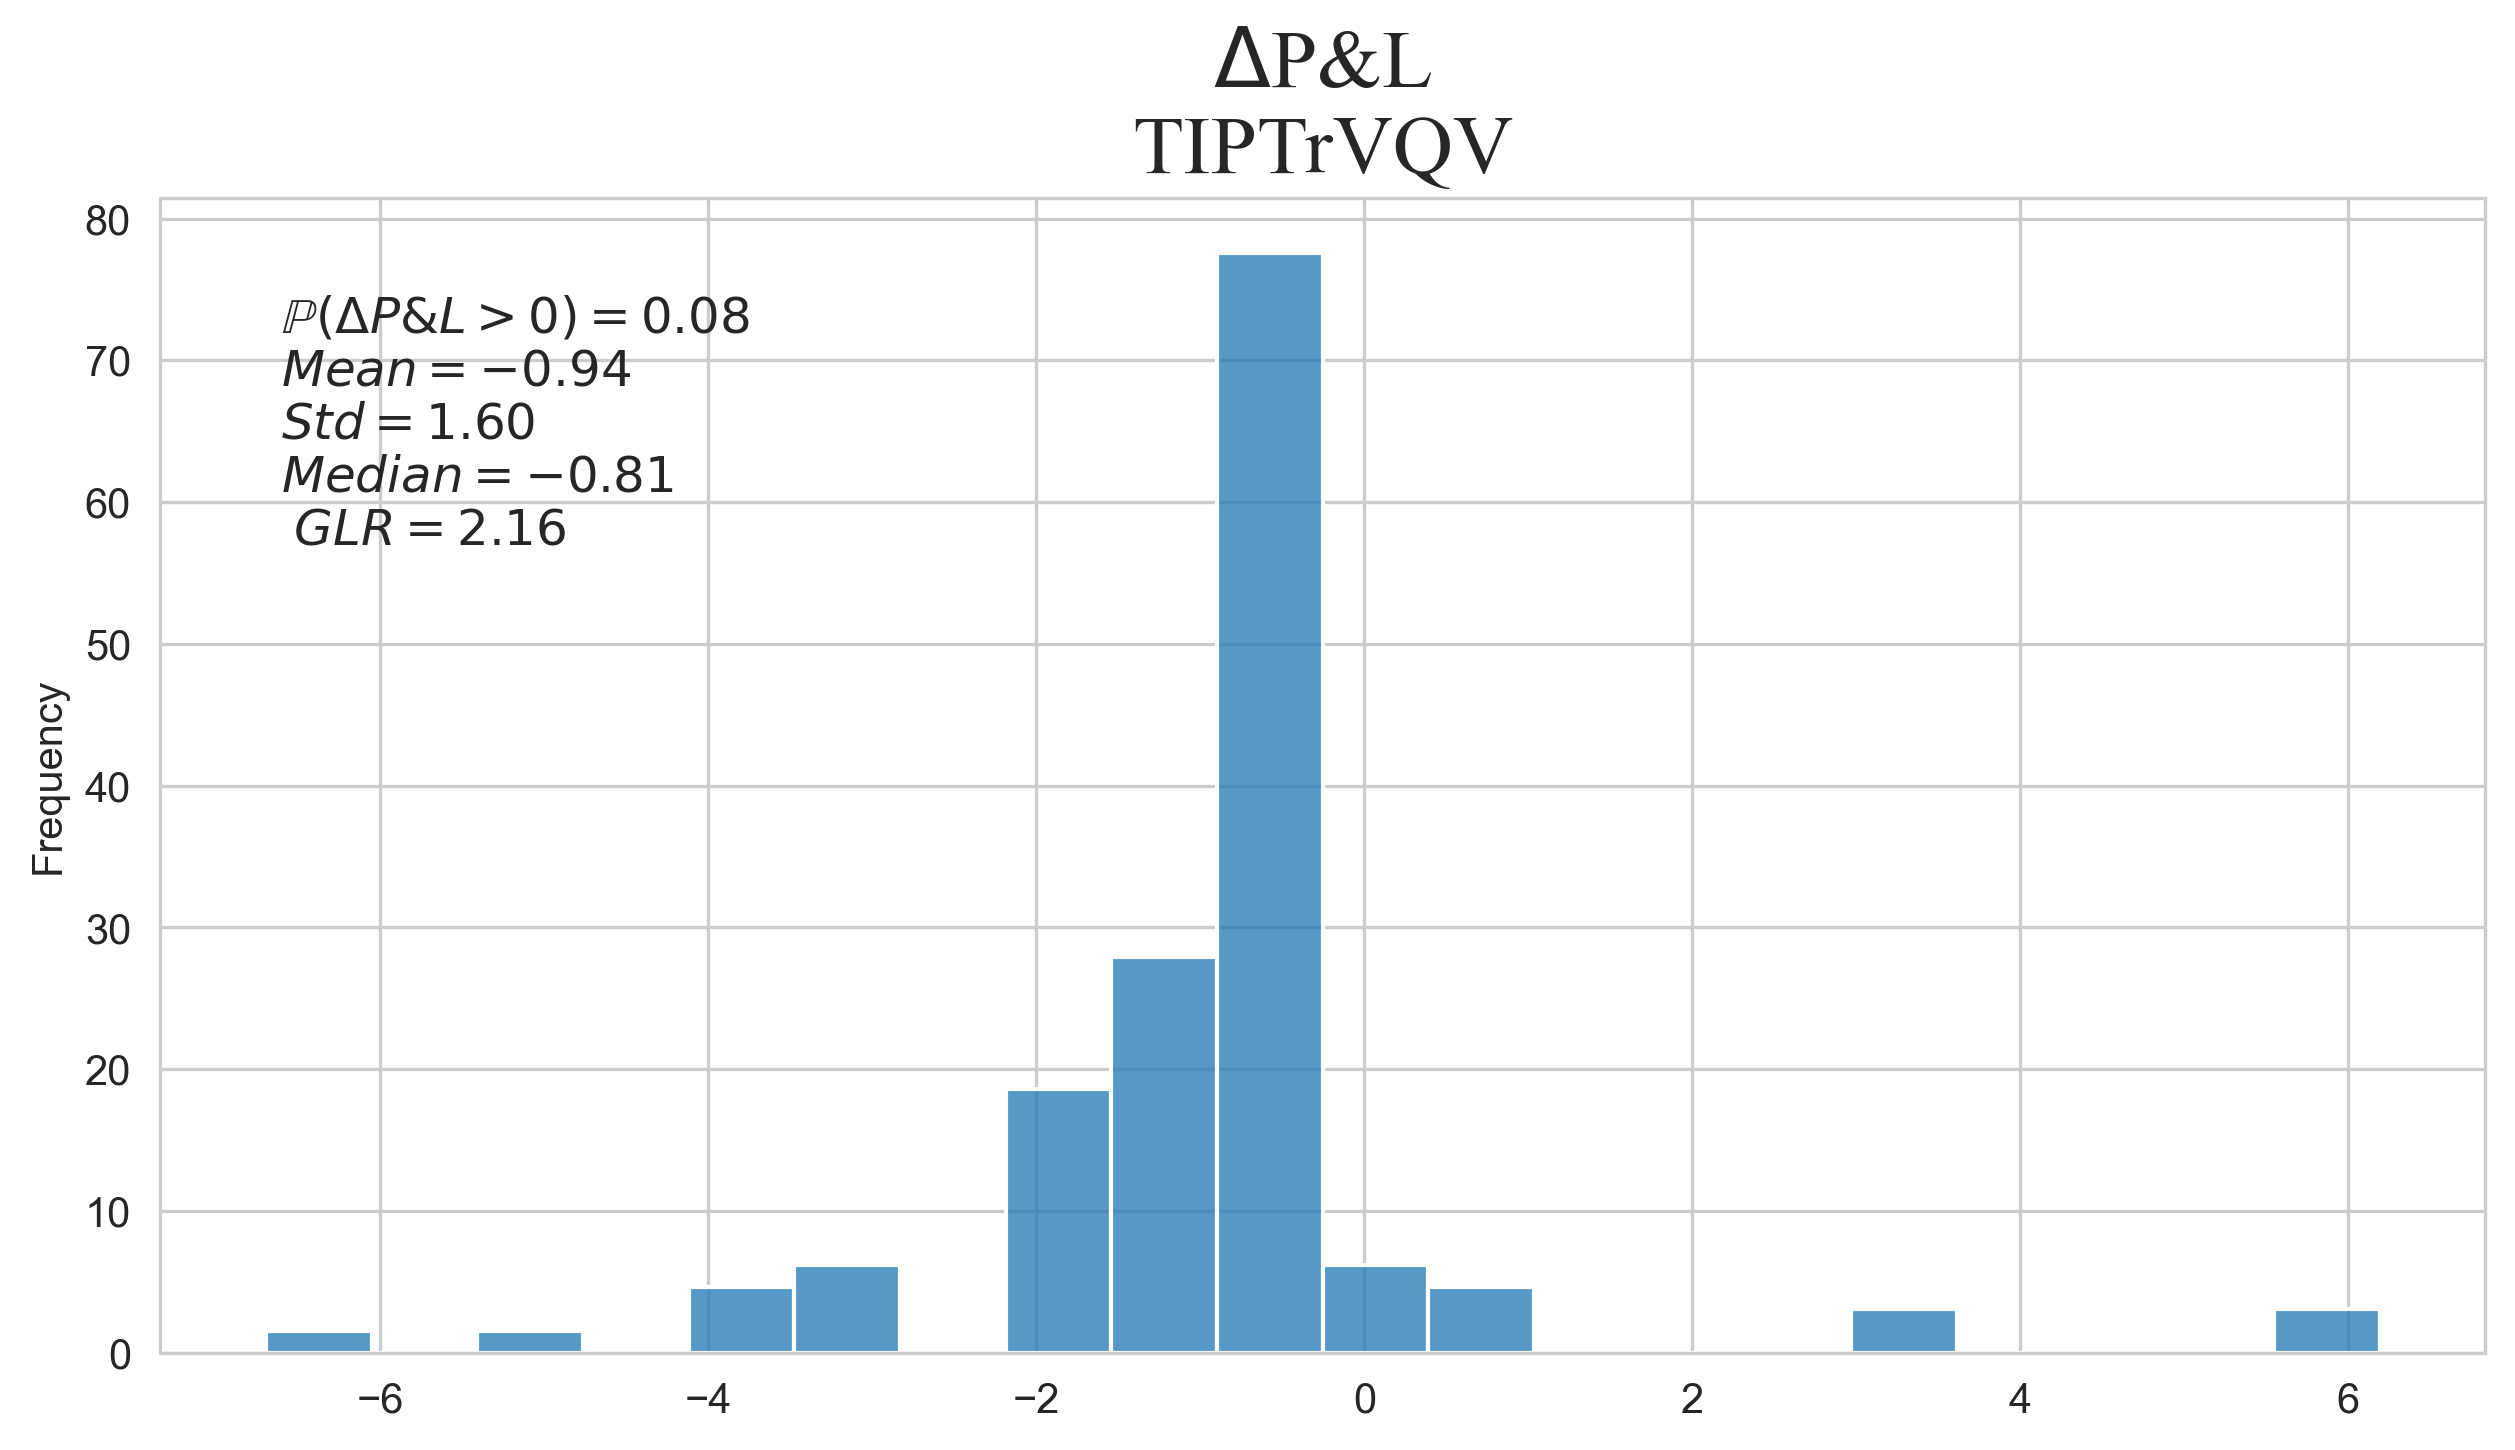 ΔP&L
TIPTrVQV
ℙ(ΔP&L > 0) = 0.08
Mean = −0.94
Std = 1.60
Median = −0.81
GLR = 2.16
Frequency
80
70
60
50
40
30
20
10
0
−6 −4 −2 0 2 4 6